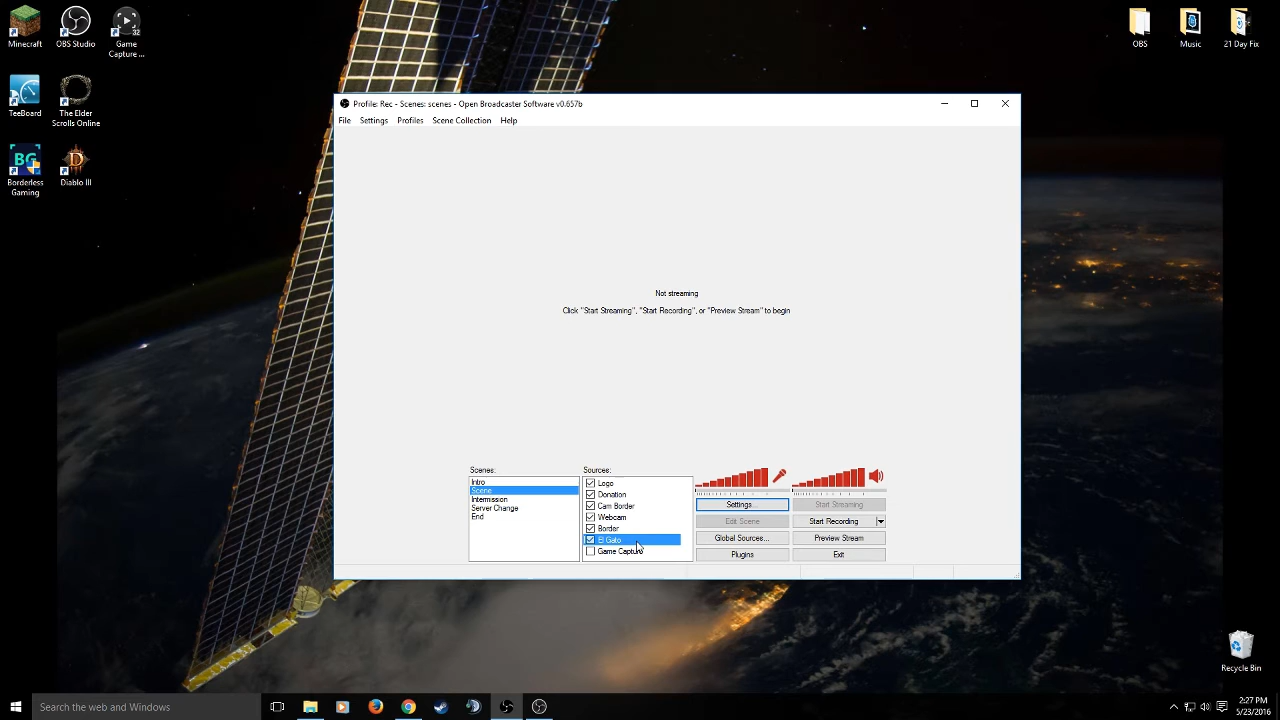 Minecraft
OBS Studio
Game
Capture ...
32
TeeBoard
The Elder
Scrolls Online
BG
Borderless
Gaming
Diablo III
OBS
Music
21 Day Fix
Profile: Rec - Scenes: scenes - Open Broadcaster Software v0.657b
File Settings Profiles Scene Collection Help
Not streaming
Click "Start Streaming", "Start Recording", or "Preview Stream" to begin
Scenes:
Intro
Scene
Intermission
Server Change
End
Sources:
Logo
Donation
Cam Border
Webcam
Border
El Gato
Game Capture
Settings...
Start Streaming
Edit Scene
Start Recording
Global Sources...
Preview Stream
Plugins
Exit
Recycle Bin
Search the web and Windows
2:27 PM
5/23/2016